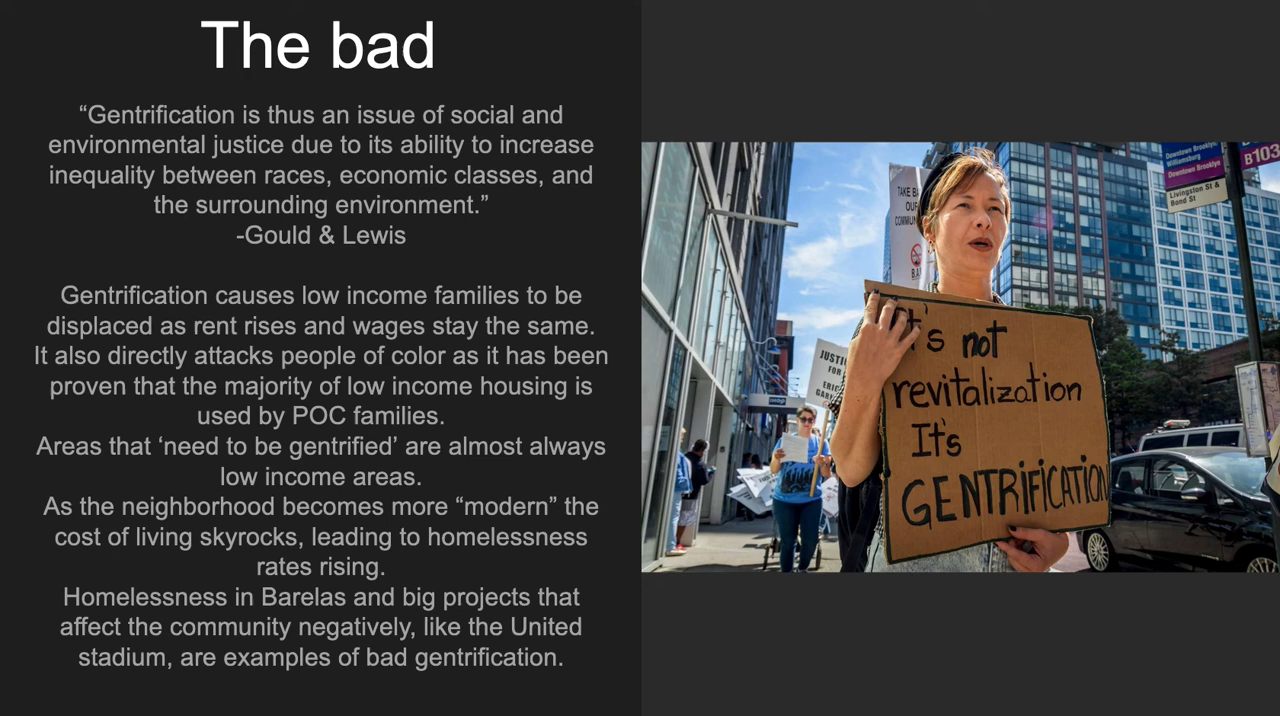 The bad
“Gentrification is thus an issue of social and
environmental justice due to its ability to increase
inequality between races, economic classes, and
the surrounding environment.”
-Gould & Lewis
Gentrification causes low income families to be
displaced as rent rises and wages stay the same.
It also directly attacks people of color as it has been
proven that the majority of low income housing is
used by POC families.
Areas that ‘need to be gentrified’ are almost always
low income areas.
As the neighborhood becomes more “modern” the
cost of living skyrocks, leading to homelessness
rates rising.
Homelessness in Barelas and big projects that
affect the community negatively, like the United
stadium, are examples of bad gentrification.
TAKE
OUR
JUSTICE
FOR
It's not
revitalization
It's
GENTRIFICATION
Downtown Brooklyn
Williamsburg
Downtown Brooklyn
Livingston St &
Bond St
B103